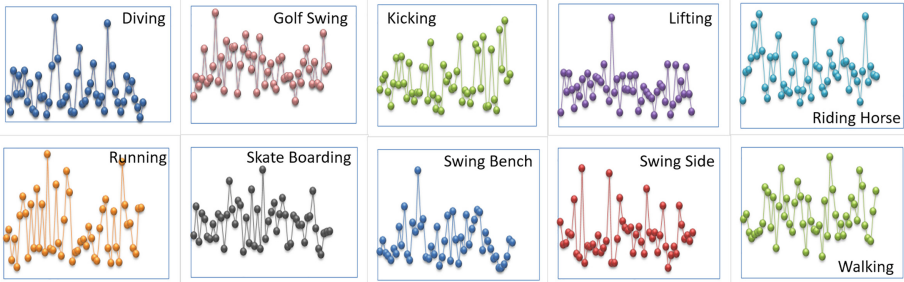 Diving
Golf Swing
Kicking
Lifting
Riding Horse
Running
Skate Boarding
Swing Bench
Swing Side
Walking